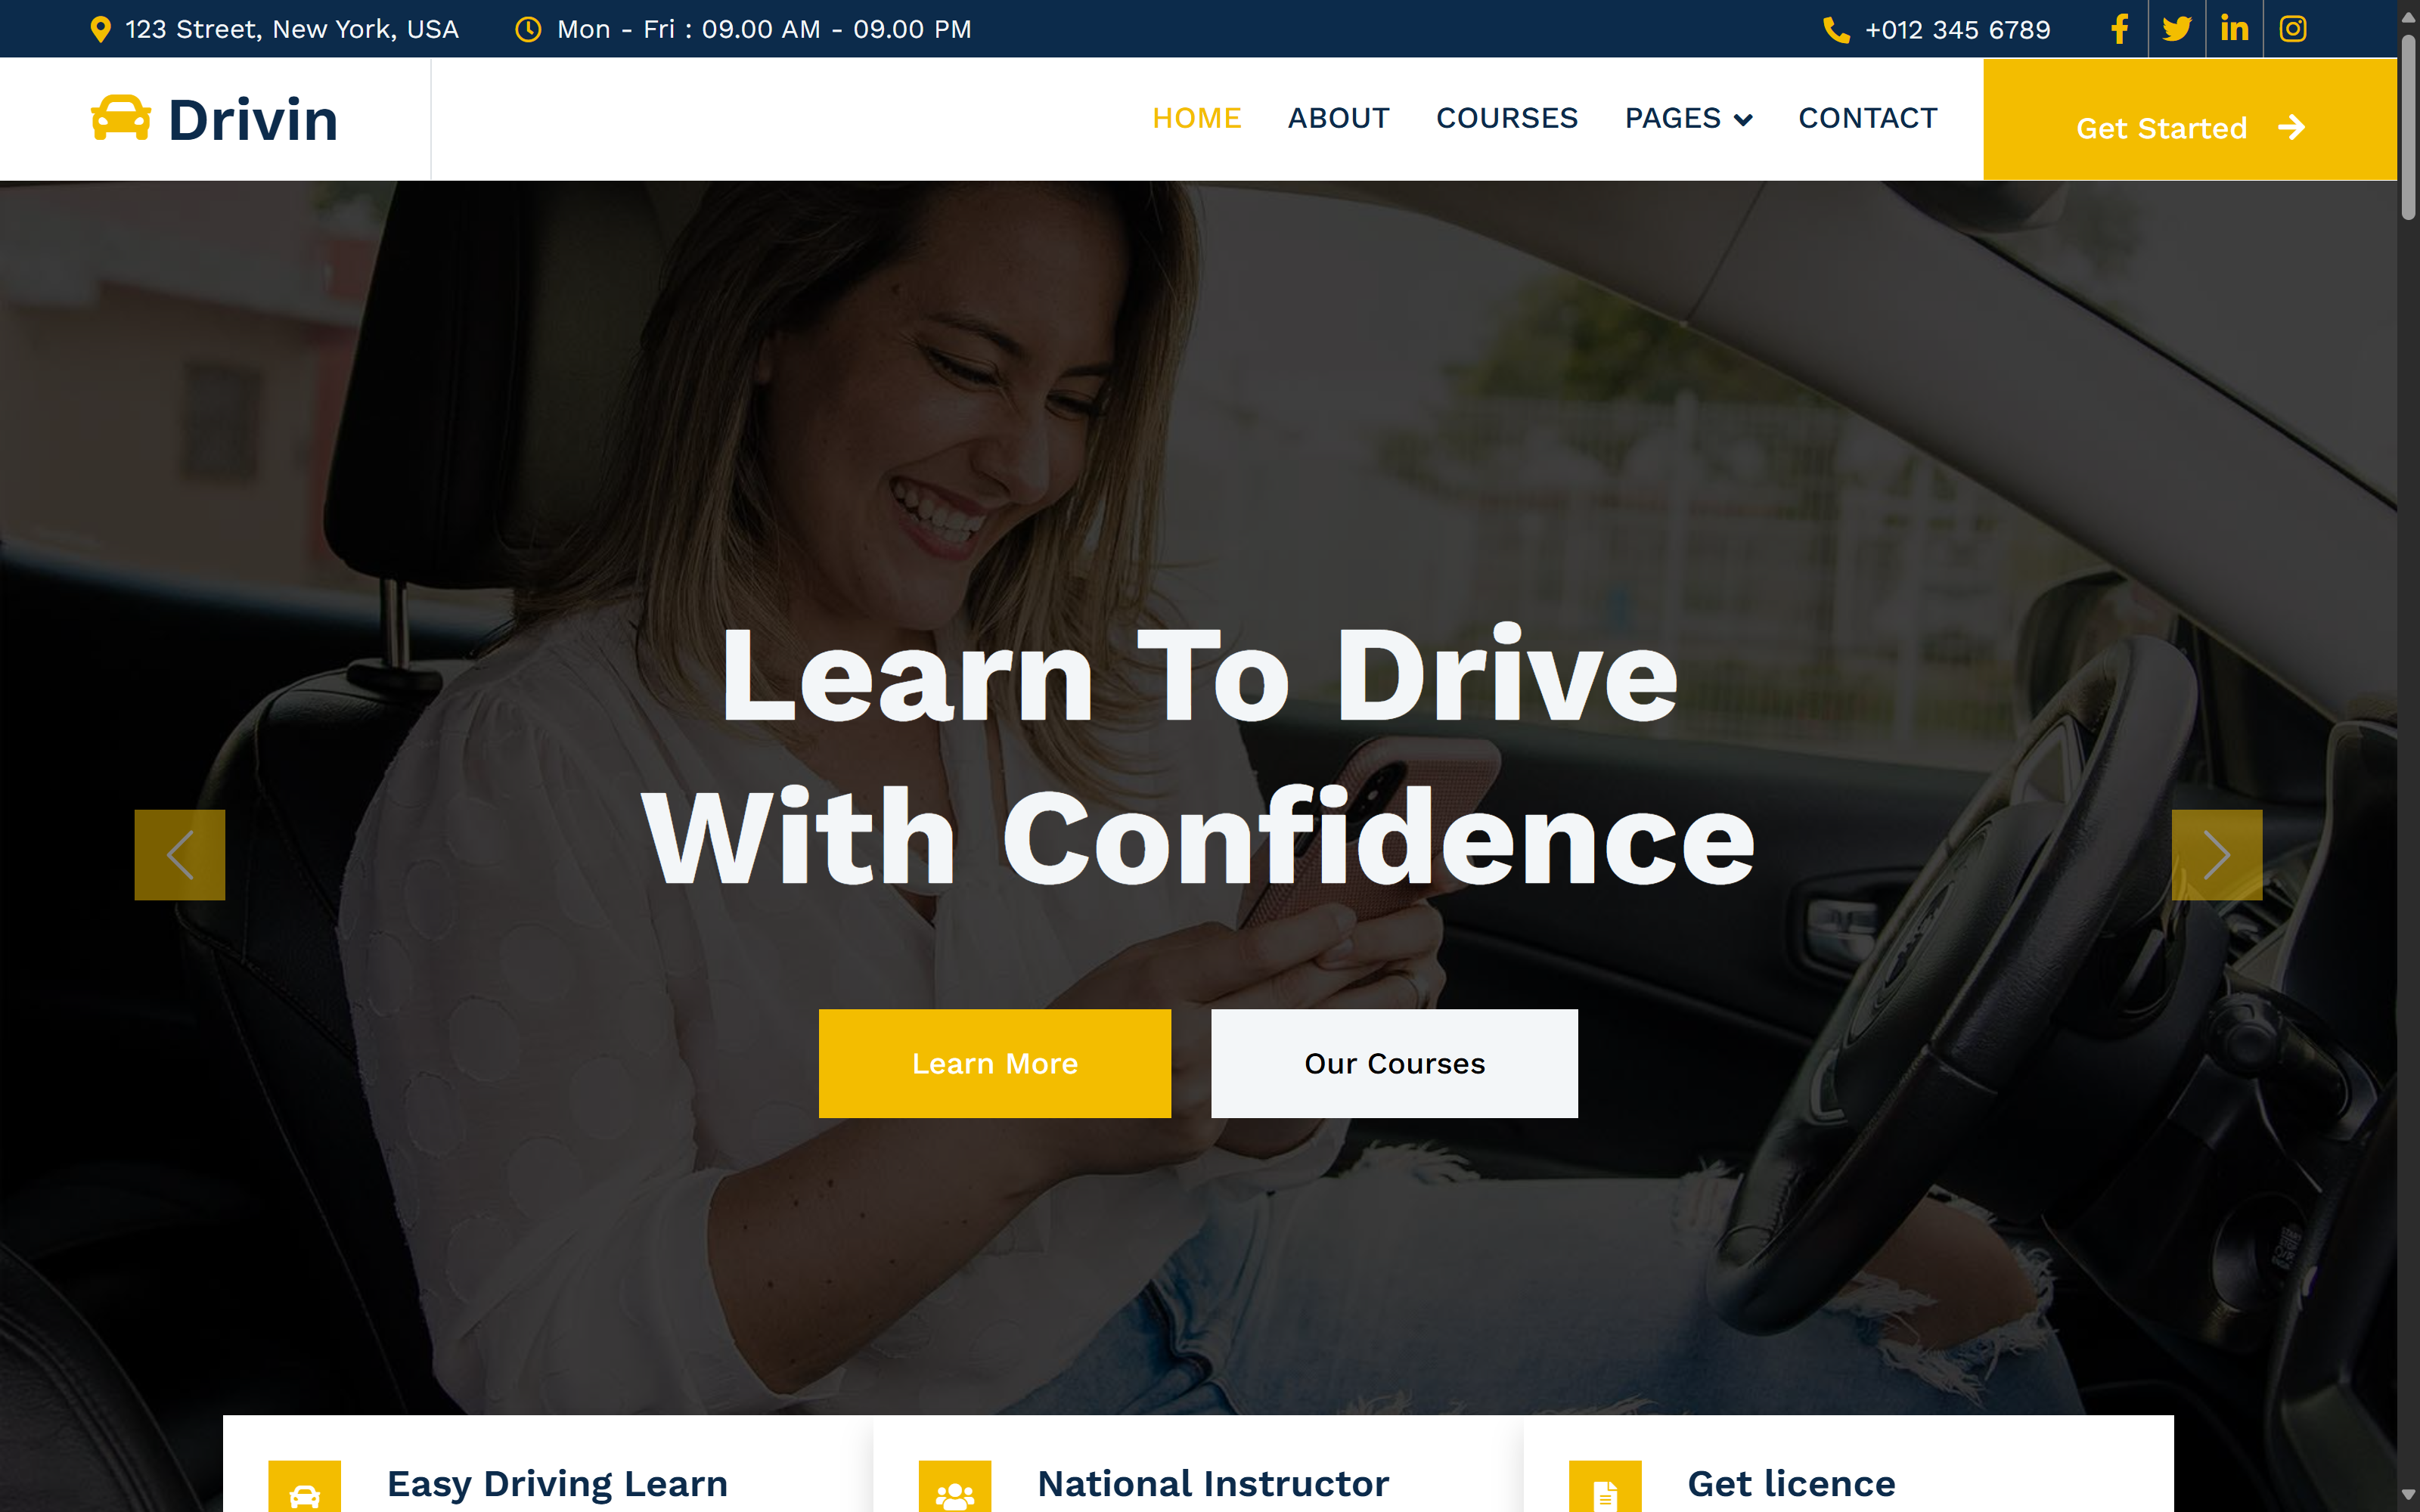 123 Street, New York, USA
Mon - Fri : 09.00 AM - 09.00 PM
+012 345 6789
Drivin
HOME
ABOUT
COURSES
PAGES
CONTACT
Get Started
Learn To Drive
With Confidence
Learn More
Our Courses
Easy Driving Learn
National Instructor
Get licence